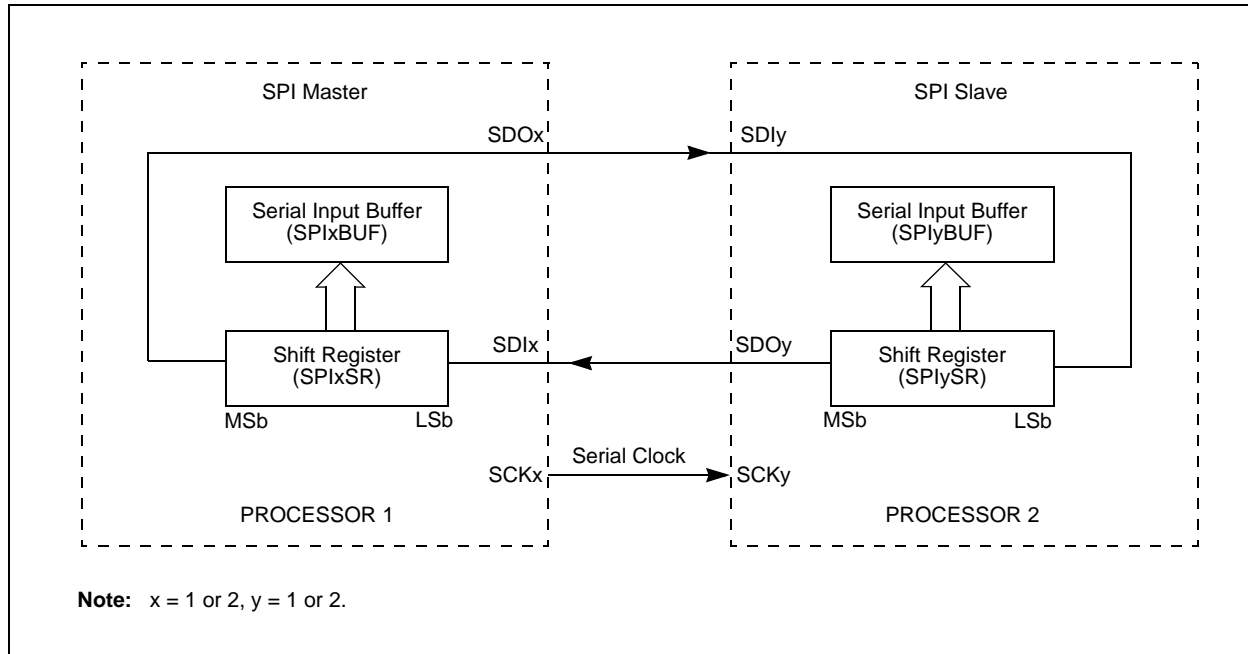 SPI Master
SPI Slave
SDOx
SDIy
Serial Input Buffer
(SPIxBUF)
Serial Input Buffer
(SPIyBUF)
Shift Register
(SPIxSR)
SDIx
SDOy
Shift Register
(SPIySR)
MSb
LSb
MSb
LSb
Serial Clock
SCKx
SCKy
PROCESSOR 1
PROCESSOR 2
Note: x = 1 or 2, y = 1 or 2.